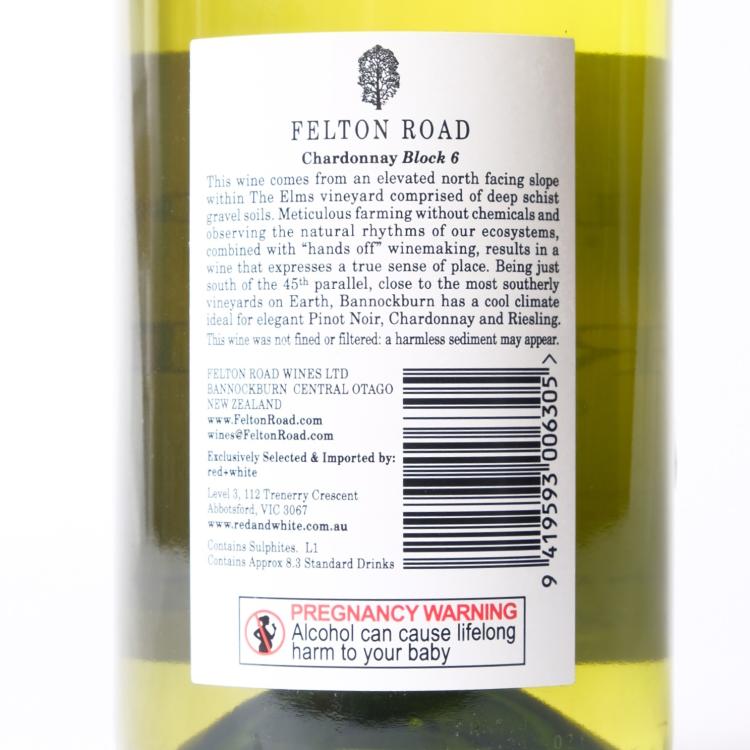 FELTON ROAD
Chardonnay Block 6
This wine comes from an elevated north facing slope
within The Elms vineyard comprised of deep schist
gravel soils. Meticulous farming without chemicals and
observing the natural rhythms of our ecosystems,
combined with “hands off” winemaking, results in a
wine that expresses a true sense of place. Being just
south of the 45th parallel, close to the most southerly
vineyards on Earth, Bannockburn has a cool climate
ideal for elegant Pinot Noir, Chardonnay and Riesling.
This wine was not fined or filtered: a harmless sediment may appear.
FELTON ROAD WINES LTD
BANNOCKBURN CENTRAL OTAGO
NEW ZEALAND
www.FeltonRoad.com
wines@FeltonRoad.com
Exclusively Selected & Imported by:
red+white
Level 3, 112 Trenerry Crescent
Abbotsford, VIC 3067
www.redandwhite.com.au
Contains Sulphites. L1
Contains Approx 8.3 Standard Drinks
9 419593 006305 >
PREGNANCY WARNING
Alcohol can cause lifelong
harm to your baby